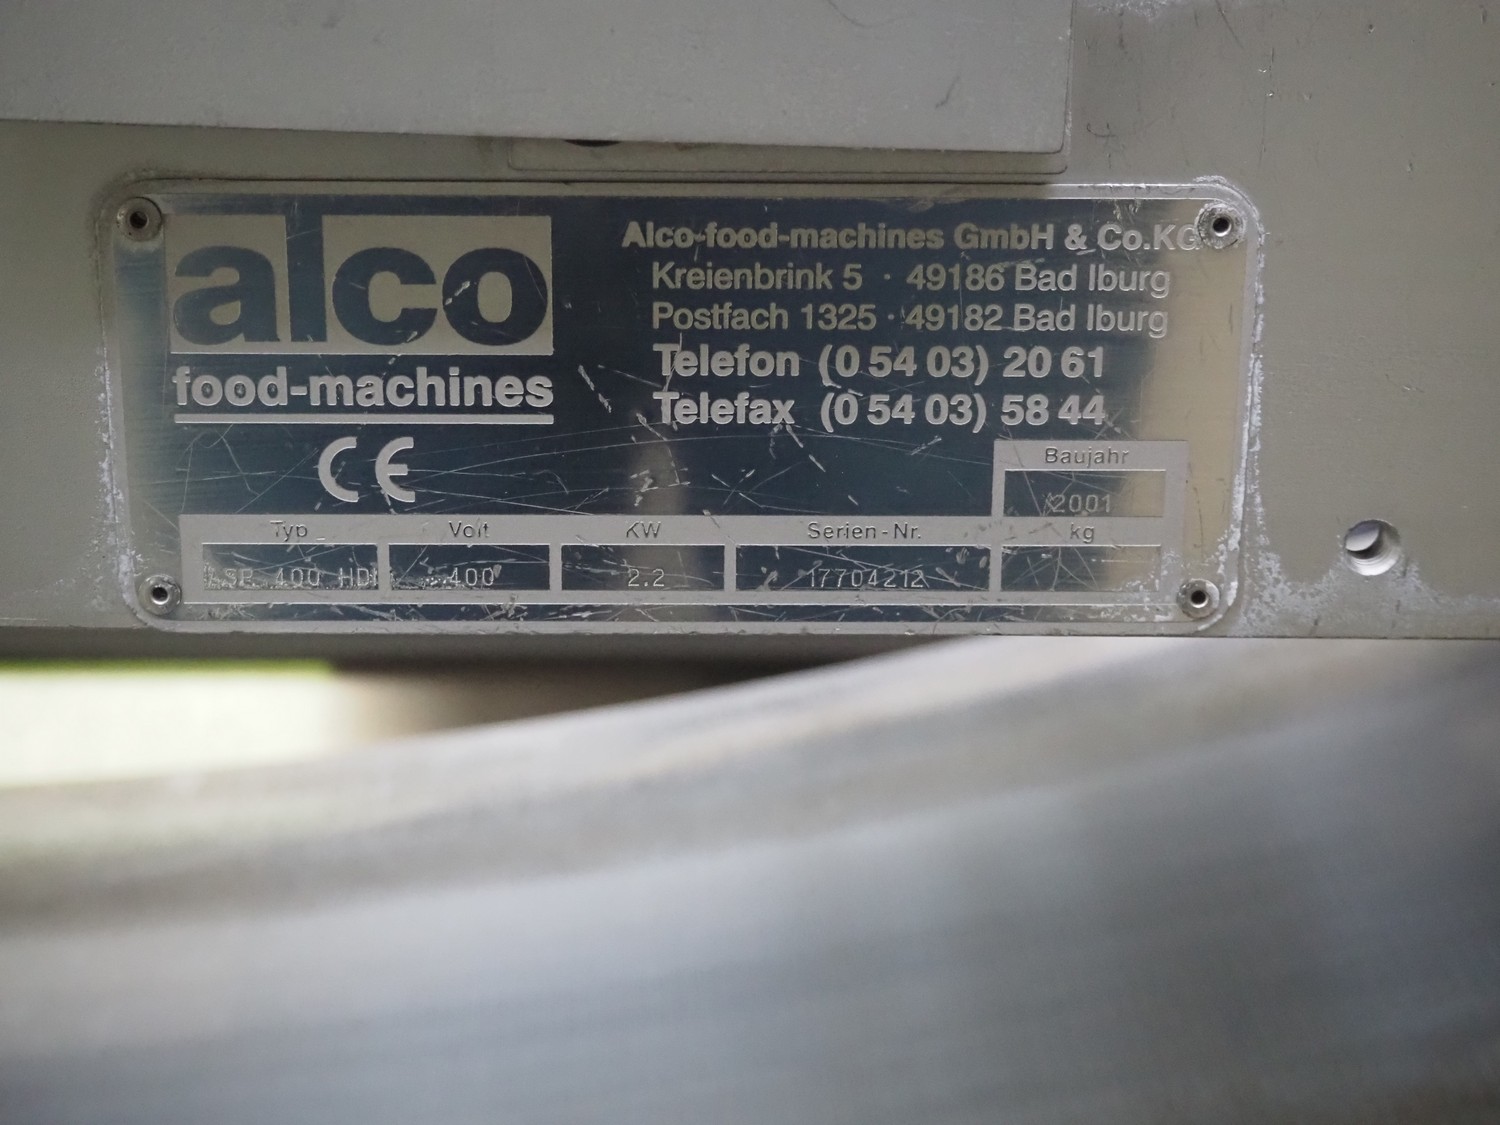 alco
food-machines
CE
Alco-food-machines GmbH & Co.KG
Kreienbrink 5 · 49186 Bad Iburg
Postfach 1325 · 49182 Bad Iburg
Telefon (0 54 03) 20 61
Telefax (0 54 03) 58 44
Baujahr
2001
Typ Volt KW Serien-Nr. kg
400 400 2.2 17704212